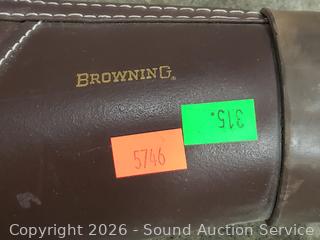 BROWNING®
315.
5746
Copyright 2026 - Sound Auction Service